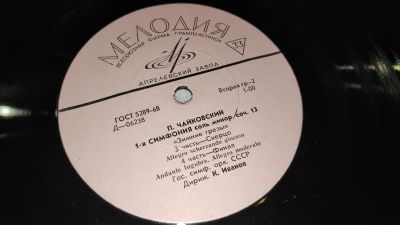 МЕЛОДИЯ
ВСЕСОЮЗНАЯ ФИРМА ГРАМПЛАСТИНОК
33
АПРЕЛЕВСКИЙ ЗАВОД
ГОСТ 5289-68
Д—06238
Вторая гр-2
1-00
П. ЧАЙКОВСКИЙ
1-я СИМФОНИЯ соль минор, соч. 13
«Зимние грезы»
3 часть—Скерцо
Allegro scherzando giocoso
4 часть—Финал
Andante lugubre, Allegro moderato
Гос. симф. орк. СССР
Дириж. К. Иванов